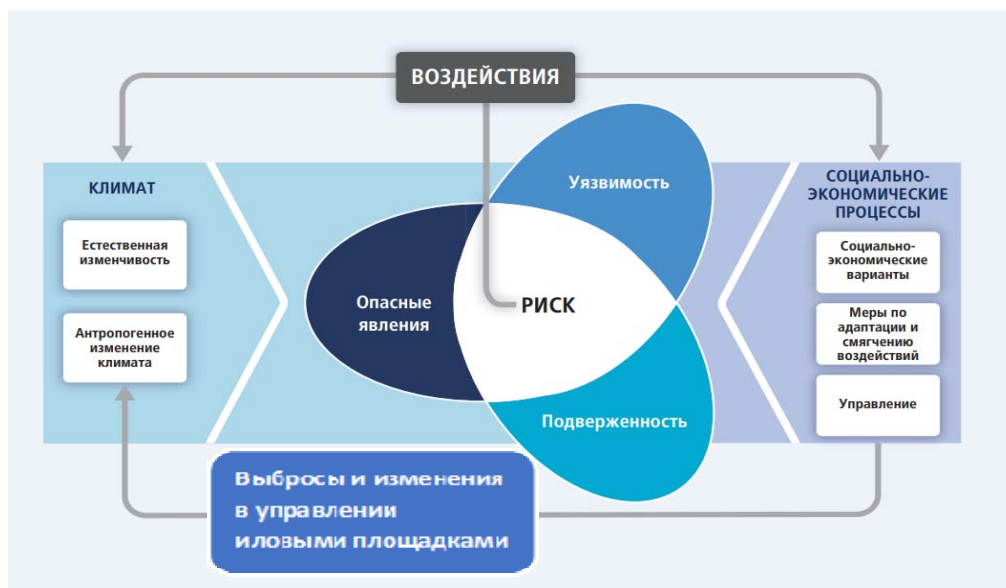 ВОЗДЕЙСТВИЯ
КЛИМАТ
Естественная
изменчивость
Антропогенное
изменение
климата
Опасные
явления
Уязвимость
РИСК
Подверженность
СОЦИАЛЬНО-
ЭКОНОМИЧЕСКИЕ
ПРОЦЕССЫ
Социально-
экономические
варианты
Меры по
адаптации и
смягчению
воздействий
Управление
Выбросы и изменения
в управлении
иловыми площадками